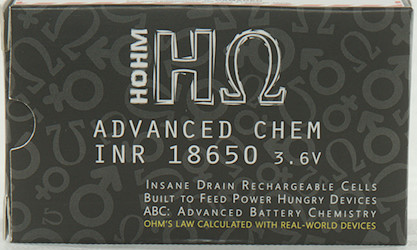 HOHM
HΩ
ADVANCED CHEM
INR 18650 3.6V
INSANE DRAIN RECHARGEABLE CELLS
BUILT TO FEED POWER HUNGRY DEVICES
ABC: ADVANCED BATTERY CHEMISTRY
OHM'S LAW CALCULATED WITH REAL-WORLD DEVICES